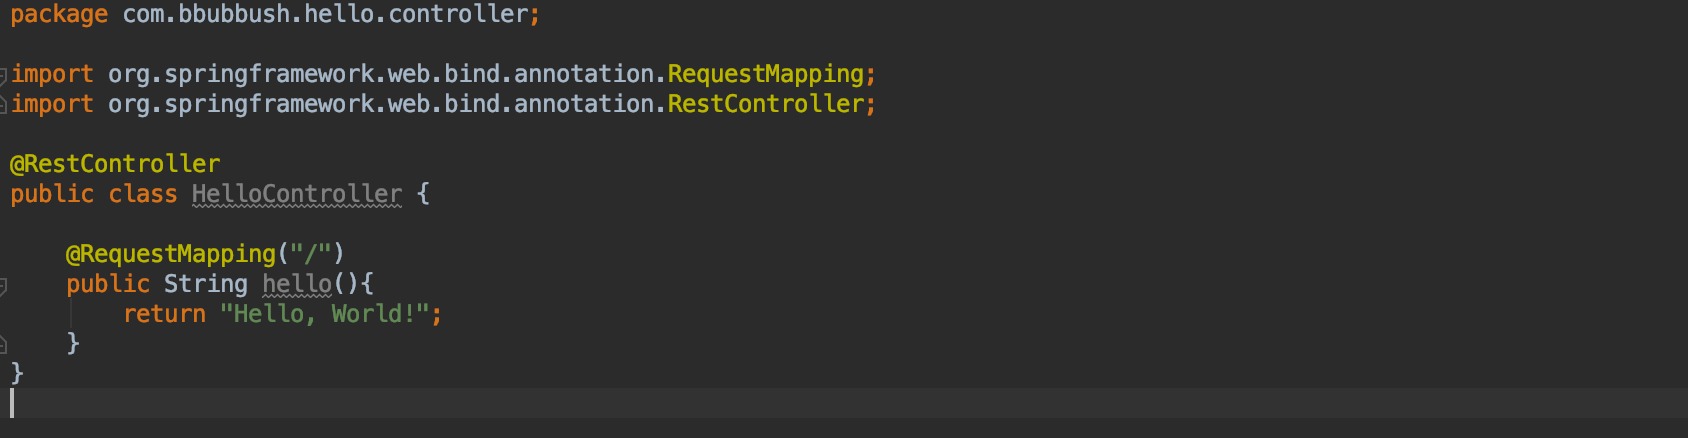 package com.bbubbush.hello.controller;
import org.springframework.web.bind.annotation.RequestMapping;
import org.springframework.web.bind.annotation.RestController;
@RestController
public class HelloController {
@RequestMapping("/")
public String hello(){
return "Hello, World!";
}
}